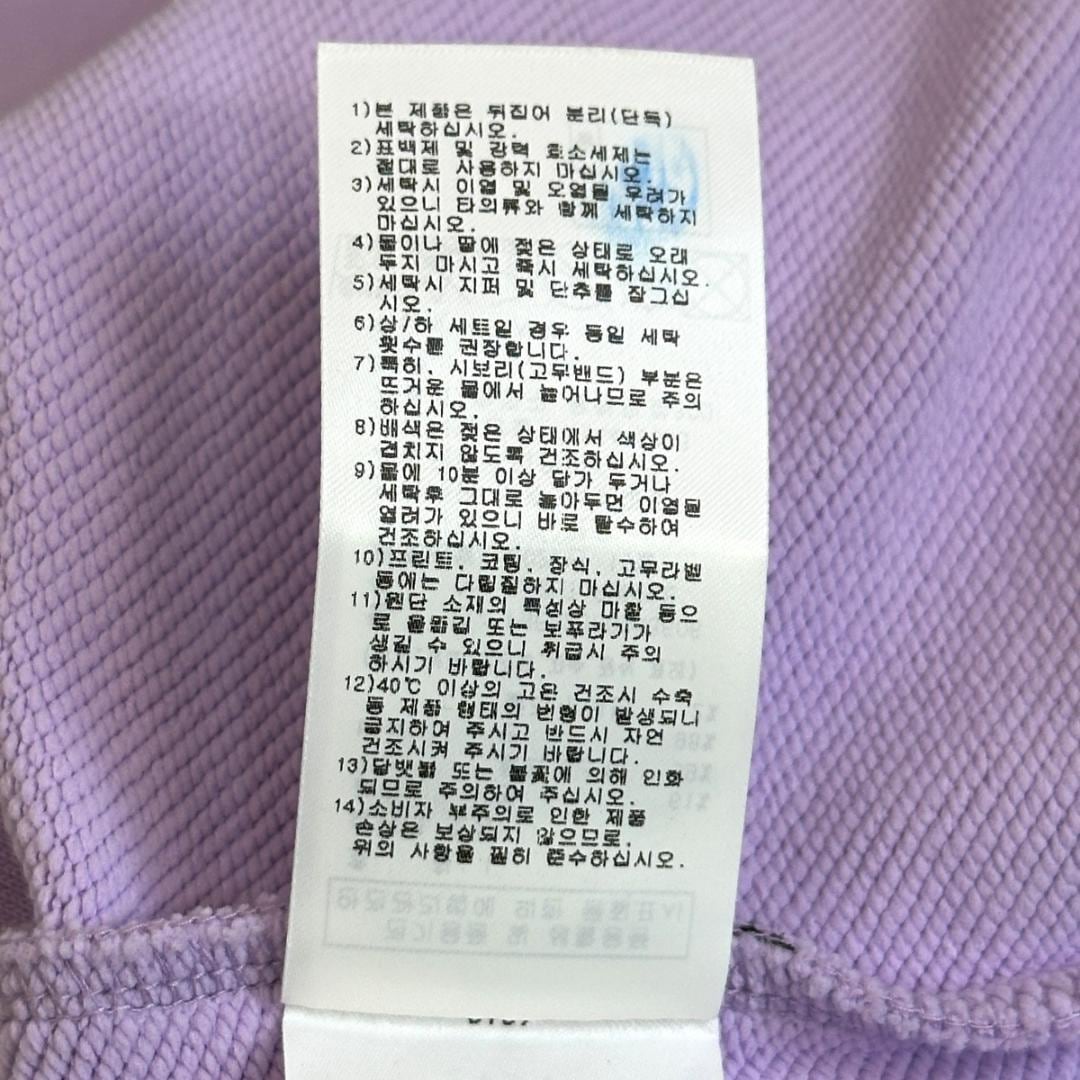 1)본 제품은 뒤집어 분리(단독)
세탁하십시오.
2)표백제 및 강력 효소세제는
절대로 사용하지 마십시오.
3)세탁시 이염 및 오염될 우려가
있으니 타의류와 함께 세탁하지
마십시오.
4)물이나 땀에 젖은 상태로 오래
두지 마시고 즉시 세탁하십시오.
5)세탁시 지퍼 및 단추를 잠그십
시오.
6)상/하 세트일 경우 동일 세탁
횟수를 권장합니다.
7)특히, 시보리(고무밴드) 부분은
뜨거운 물에서 늘어나므로 주의
하십시오.
8)배색은 젖은 상태에서 색상이
겹치지 않도록 건조하십시오.
9)물에 10분 이상 담가 두거나
세탁후 그대로 놓아두면 이염될
염려가 있으니 바로 탈수하여
건조하십시오.
10)프린트, 코팅, 장식, 고무라벨
등에는 다림질하지 마십시오.
11)원단 소재의 특성상 마찰 등으
로 올뜯김 또는 보푸라기가
생길 수 있으니 취급시 주의
하시기 바랍니다.
12)40℃ 이상의 고온 건조시 수축
등 제품 형태의 변형이 발생되니
금지하여 주시고 반드시 자연
건조시켜 주시기 바랍니다.
13)담뱃불 또는 불꽃에 의해 인화
되므로 주의하여 주십시오.
14)소비자 부주의로 인한 제품
손상은 보상되지 않으므로,
위의 사항을 필히 준수하십시오.